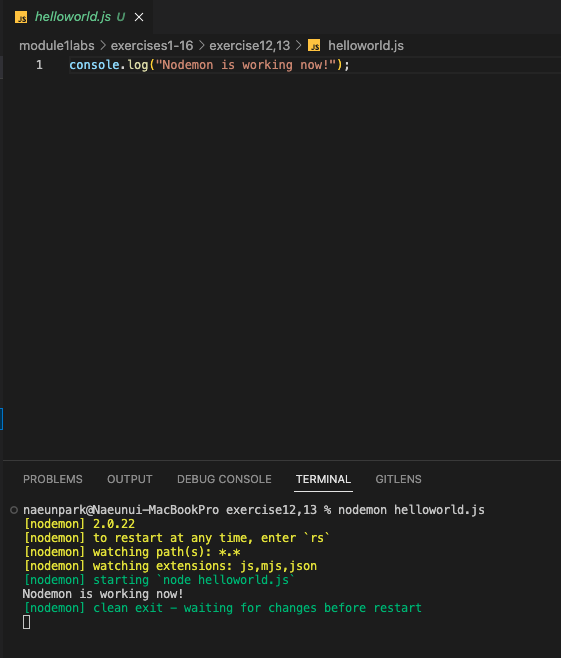 JS helloworld.js U ×
module1labs > exercises1-16 > exercise12,13 > JS helloworld.js
1 console.log("Nodemon is working now!");
PROBLEMS OUTPUT DEBUG CONSOLE TERMINAL GITLENS
naeunpark@Naeunui-MacBookPro exercise12,13 % nodemon helloworld.js
[nodemon] 2.0.22
[nodemon] to restart at any time, enter `rs`
[nodemon] watching path(s): *.*
[nodemon] watching extensions: js,mjs,json
[nodemon] starting `node helloworld.js`
Nodemon is working now!
[nodemon] clean exit - waiting for changes before restart